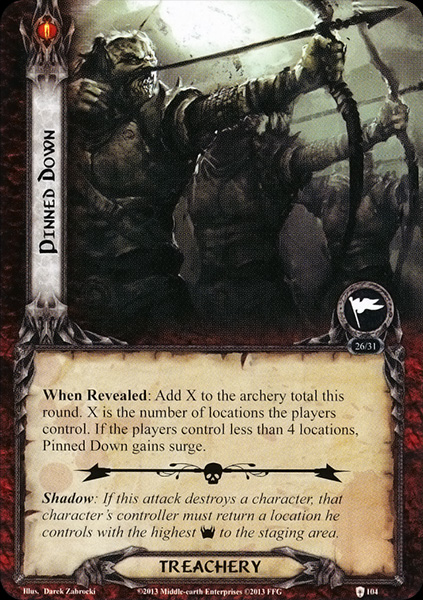 Pinned Down
26/31
When Revealed: Add X to the archery total this
round. X is the number of locations the players
control. If the players control less than 4 locations,
Pinned Down gains surge.
Shadow: If this attack destroys a character, that
character's controller must return a location he
controls with the highest to the staging area.
TREACHERY
Illus. Darek Zabrocki
©2013 Middle-earth Enterprises ©2013 FFG
104